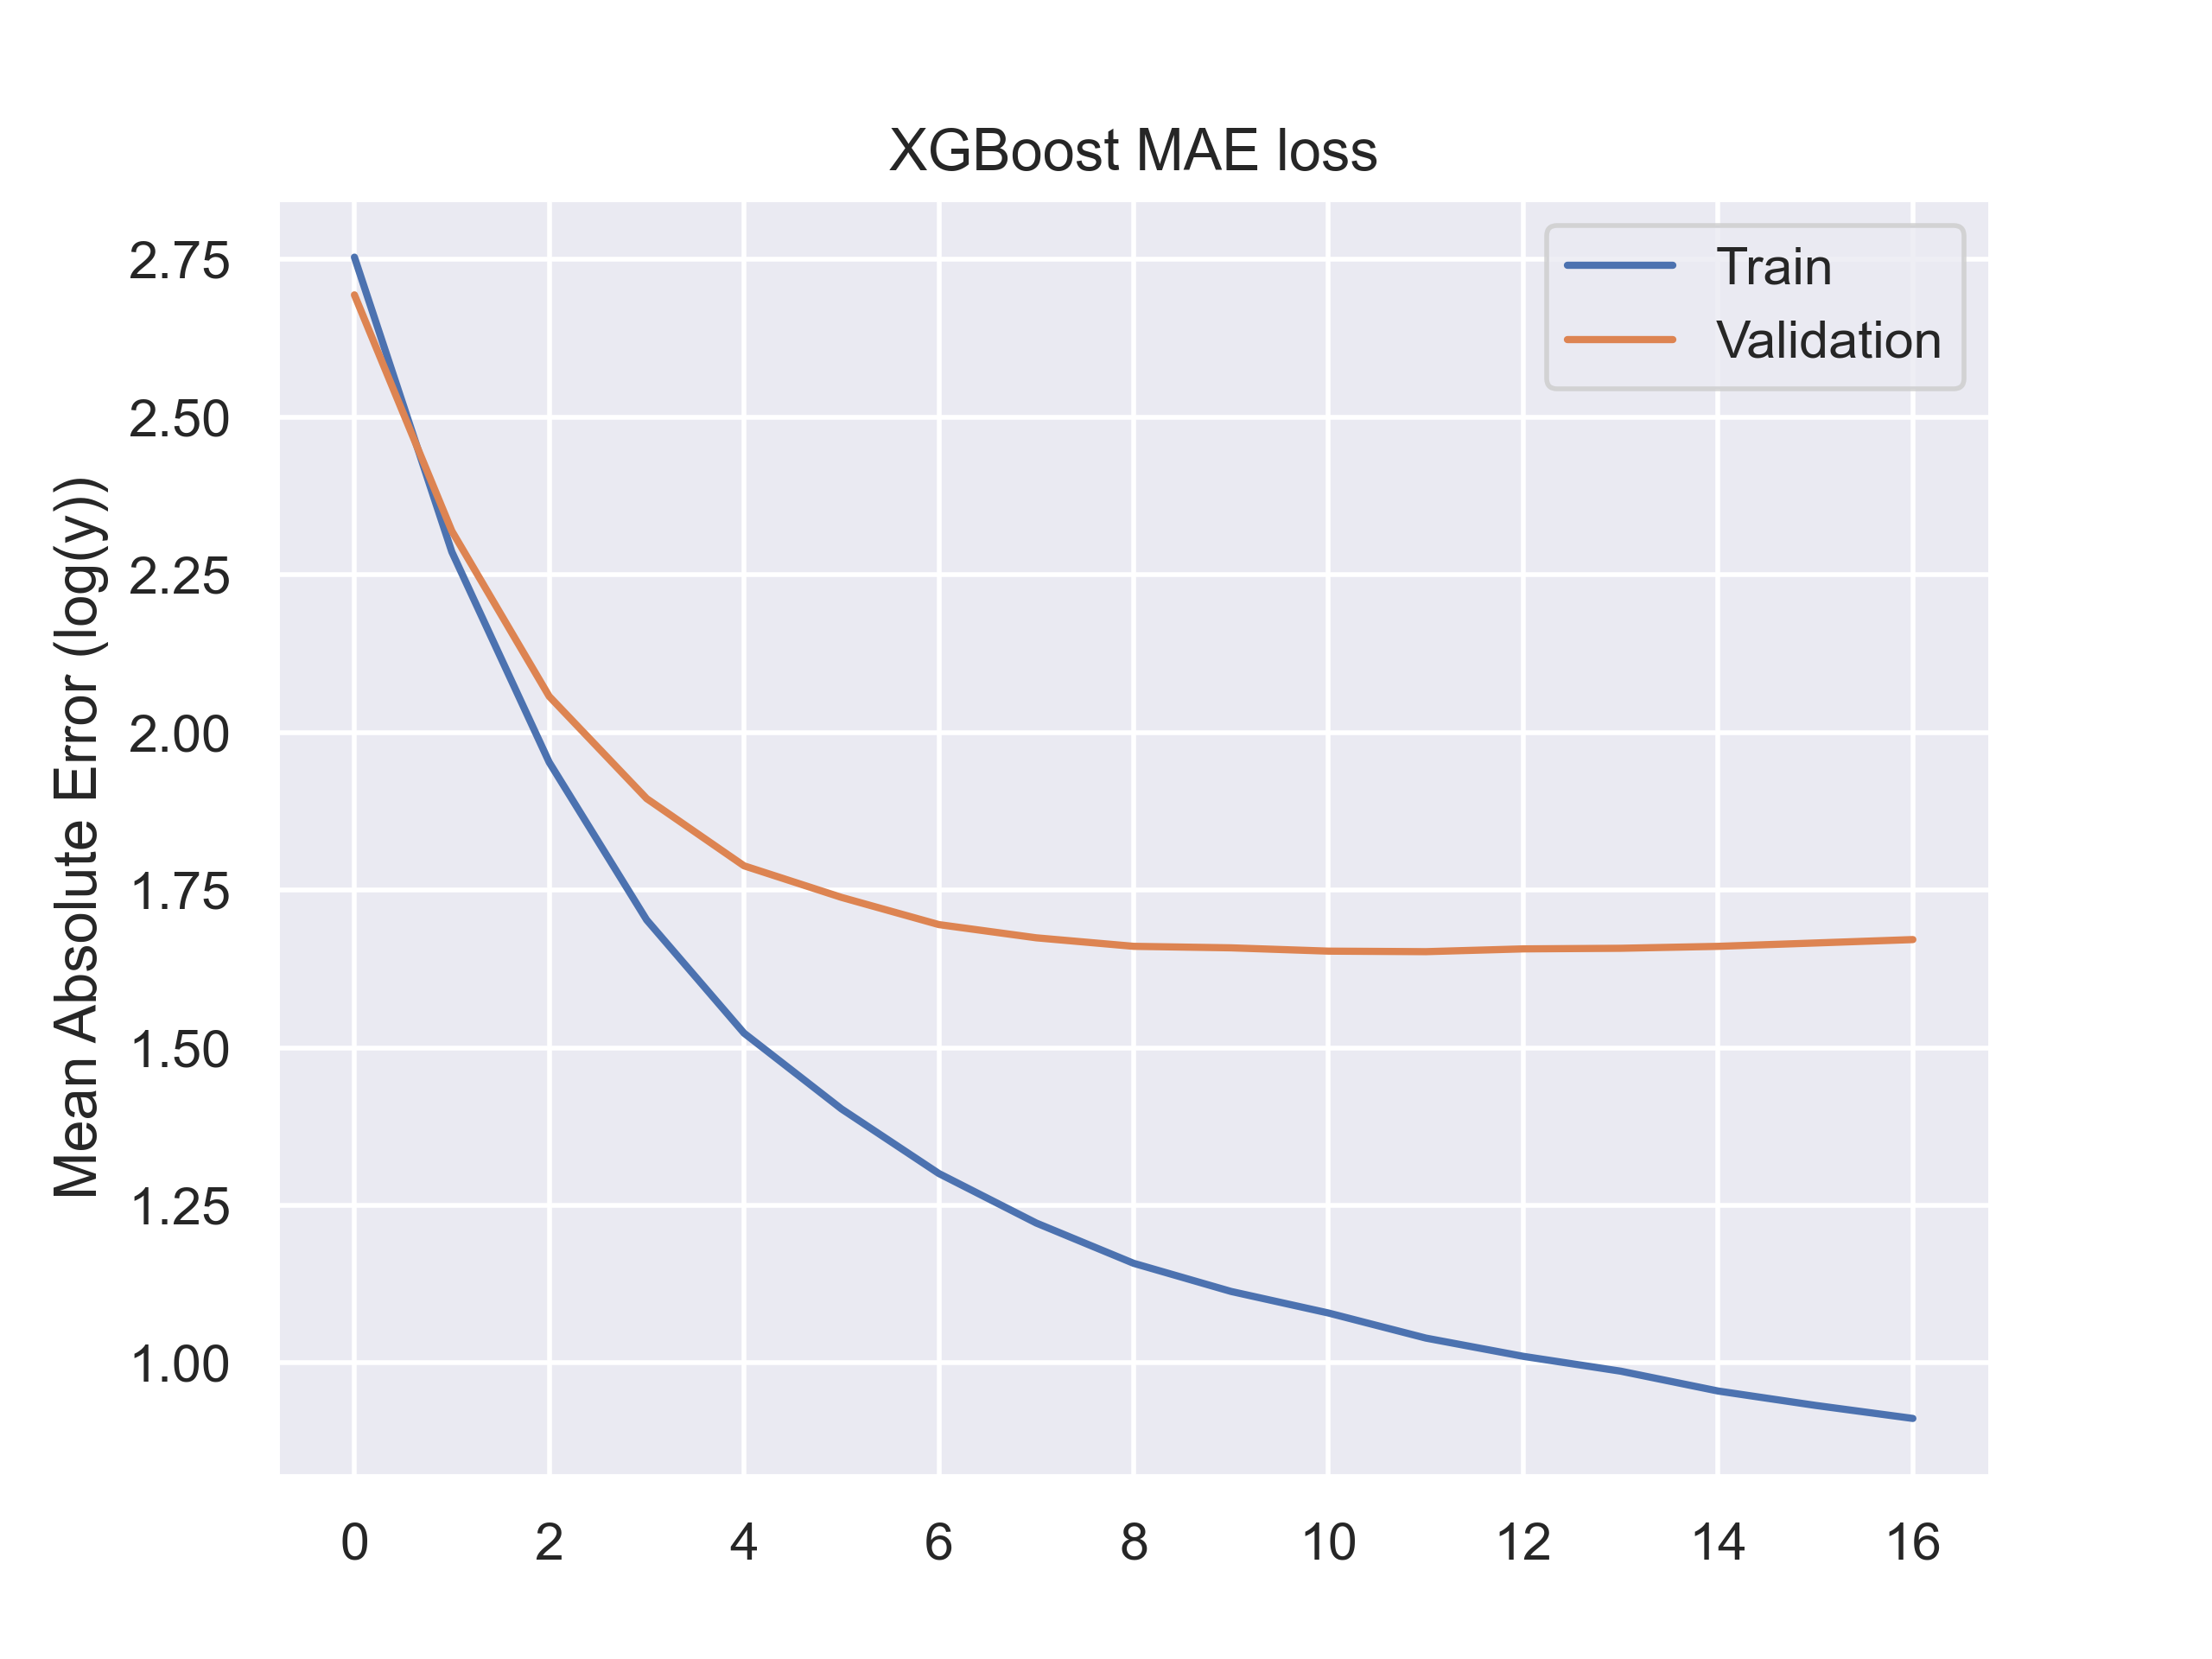 XGBoost MAE loss
Train
Validation
Mean Absolute Error (log(y))
2.75
2.50
2.25
2.00
1.75
1.50
1.25
1.00
0 2 4 6 8 10 12 14 16